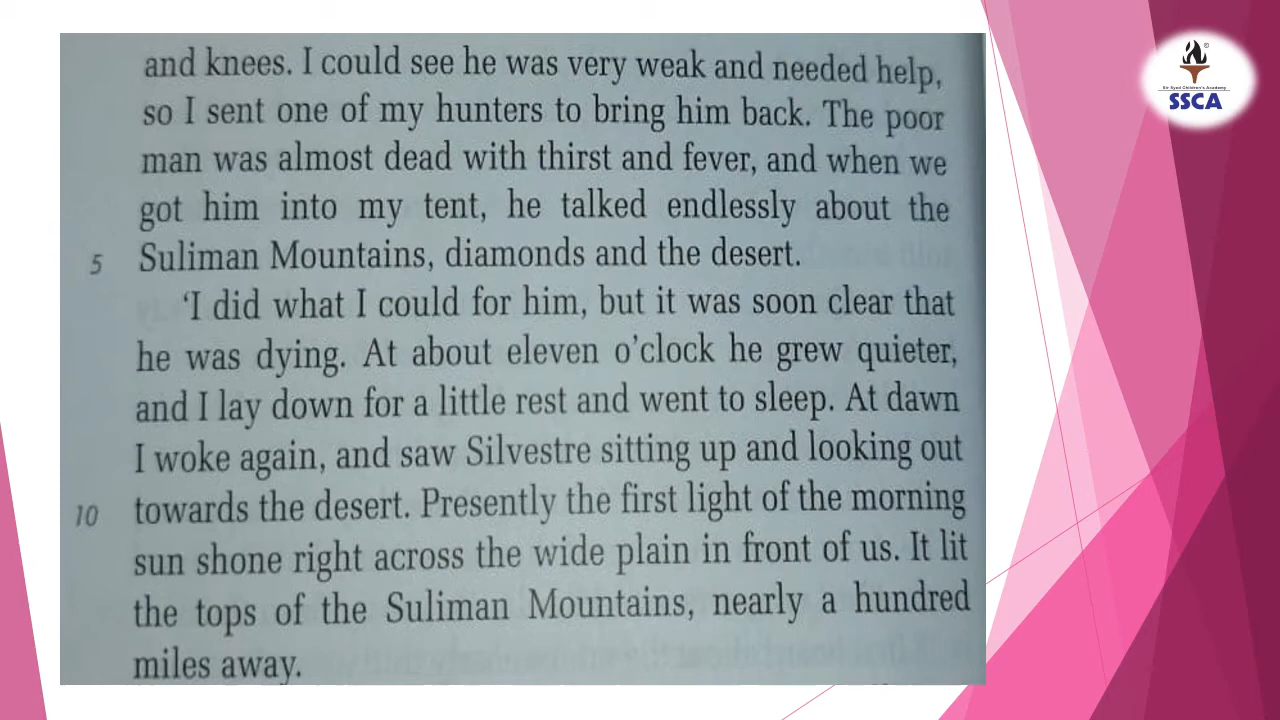 and knees. I could see he was very weak and needed help,
so I sent one of my hunters to bring him back. The poor
man was almost dead with thirst and fever, and when we
got him into my tent, he talked endlessly about the
5 Suliman Mountains, diamonds and the desert.
‘I did what I could for him, but it was soon clear that
he was dying. At about eleven o’clock he grew quieter,
and I lay down for a little rest and went to sleep. At dawn
I woke again, and saw Silvestre sitting up and looking out
10 towards the desert. Presently the first light of the morning
sun shone right across the wide plain in front of us. It lit
the tops of the Suliman Mountains, nearly a hundred
miles away.
®
Sir Syed Children's Academy
SSCA